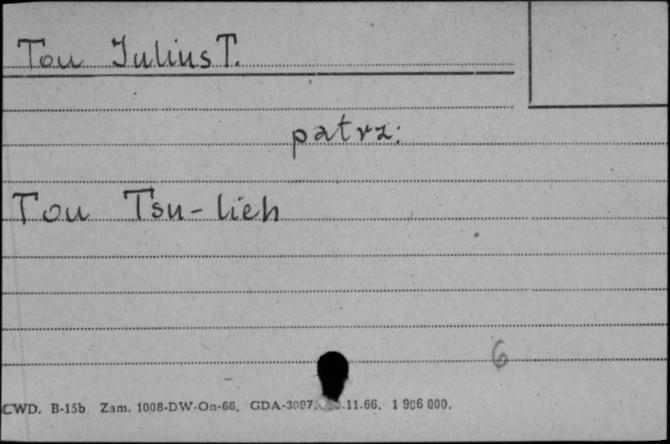 Tou Julius T.
patrz:
Tou Tsu-lieh
6
CWD. B-15b Zam. 1008-DW-On-66. GDA-3097. .11.66. 1 906 000.